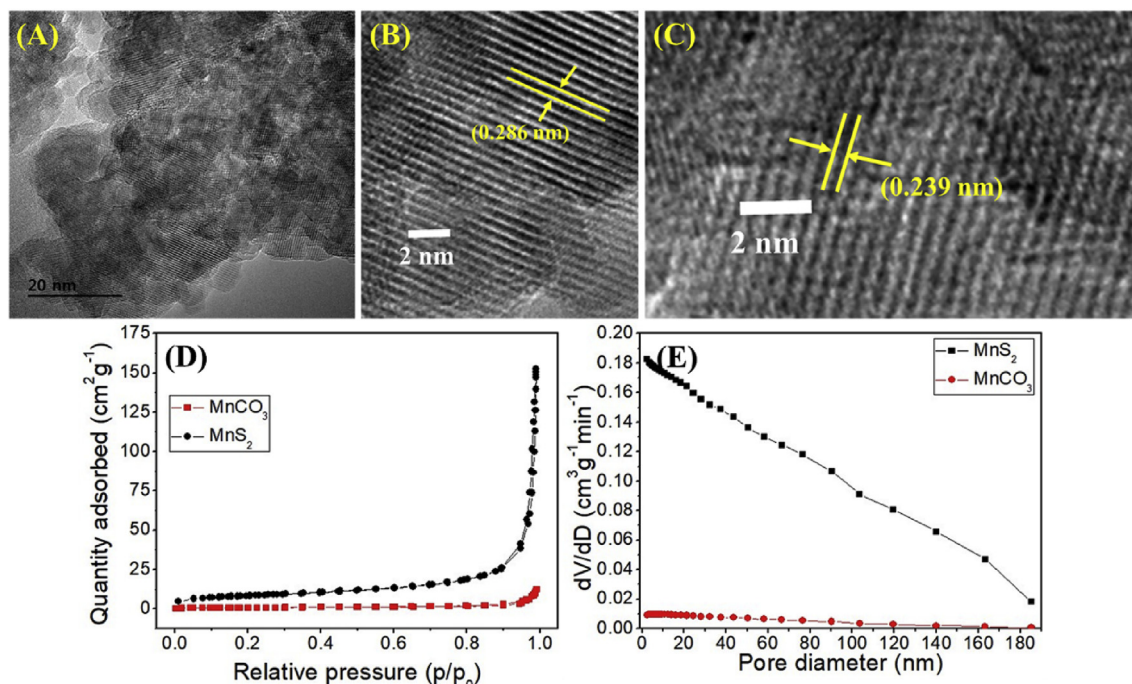 (A)
20 nm
(B)
(0.286 nm)
2 nm
(C)
(0.239 nm)
2 nm
(D)
Quantity adsorbed (cm²g⁻¹)
175
150
125
100
75
50
25
0
MnCO₃
MnS₂
0.0 0.2 0.4 0.6 0.8 1.0
Relative pressure (p/p₀)
(E)
dV/dD (cm³g⁻¹min⁻¹)
0.20
0.18
0.16
0.14
0.12
0.10
0.08
0.06
0.04
0.02
0.00
MnS₂
MnCO₃
0 20 40 60 80 100 120 140 160 180
Pore diameter (nm)